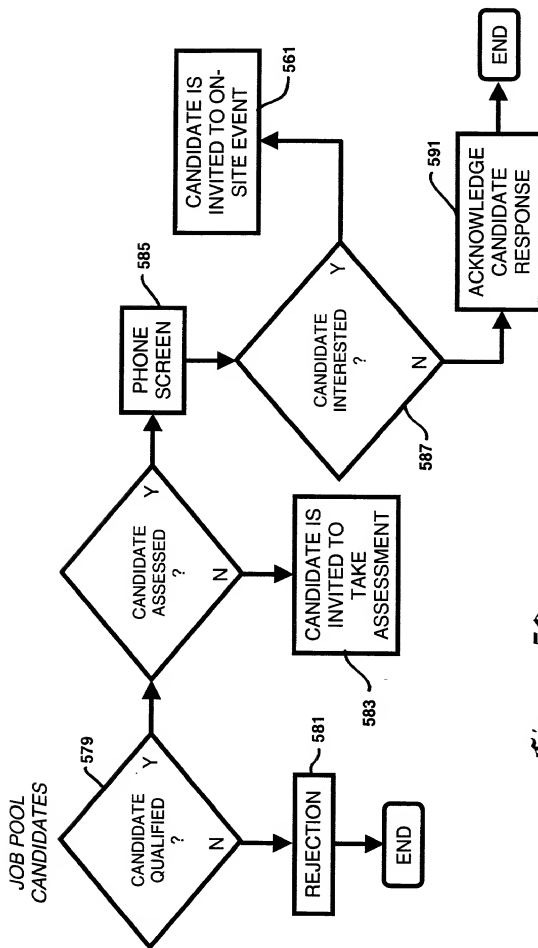 JOB POOL
CANDIDATES
579
CANDIDATE
QUALIFIED
?
Y
N
581
REJECTION
END
CANDIDATE
ASSESSED
?
Y
N
583
CANDIDATE IS
INVITED TO
TAKE
ASSESSMENT
585
PHONE
SCREEN
587
CANDIDATE
INTERESTED
?
Y
N
561
CANDIDATE IS
INVITED TO ON-
SITE EVENT
591
ACKNOWLEDGE
CANDIDATE
RESPONSE
END